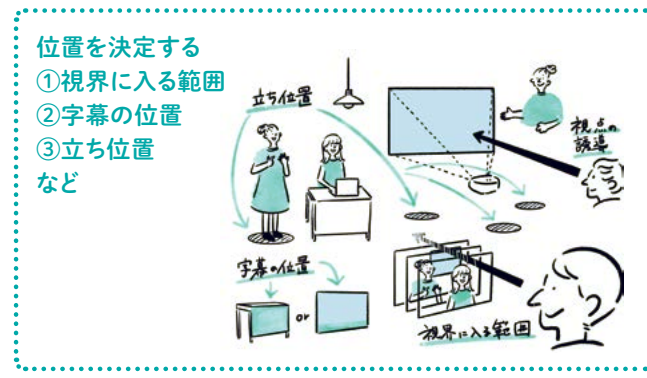 位置を決定する
①視界に入る範囲
②字幕の位置
③立ち位置
など
立ち位置
視点の
誘導
字幕の位置
or
視界に入る範囲